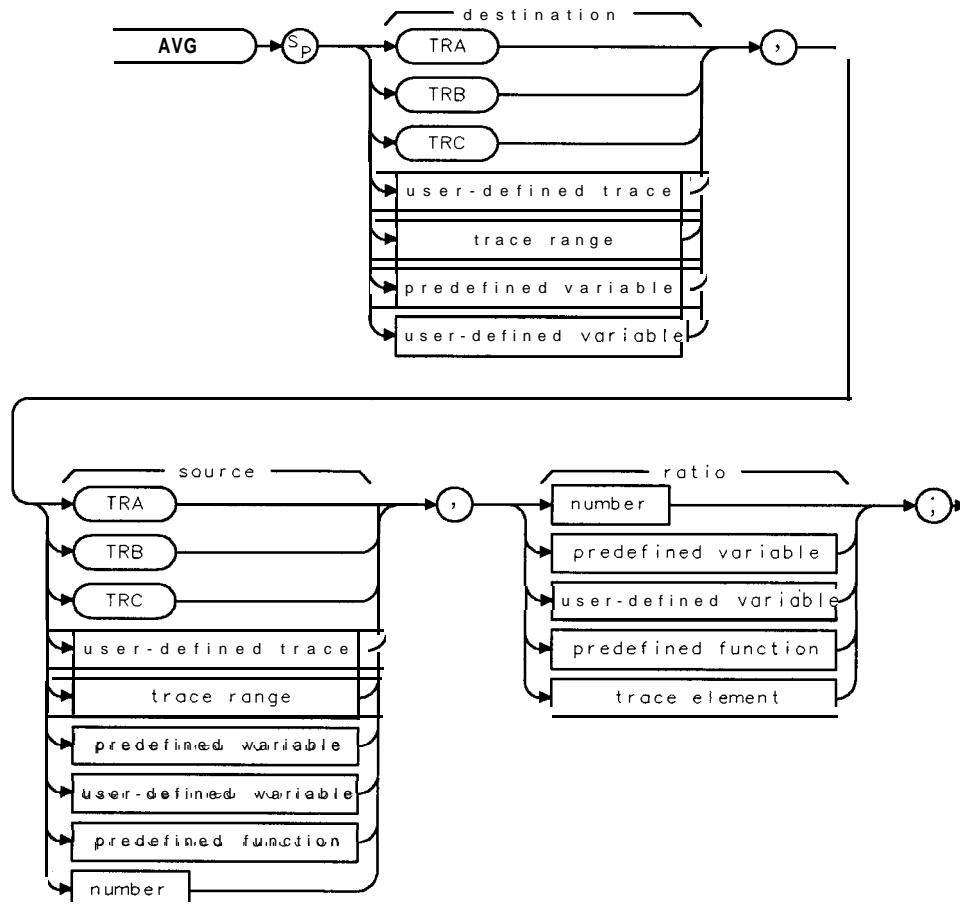 destination
AVG
SP
TRA
,
TRB
TRC
user-defined trace
trace range
predefined variable
user-defined variable
source
ratio
TRA
,
number
;
TRB
predefined variable
TRC
user-defined variable
user-defined trace
predefined function
trace range
trace element
predefined variable
user-defined variable
predefined function
number